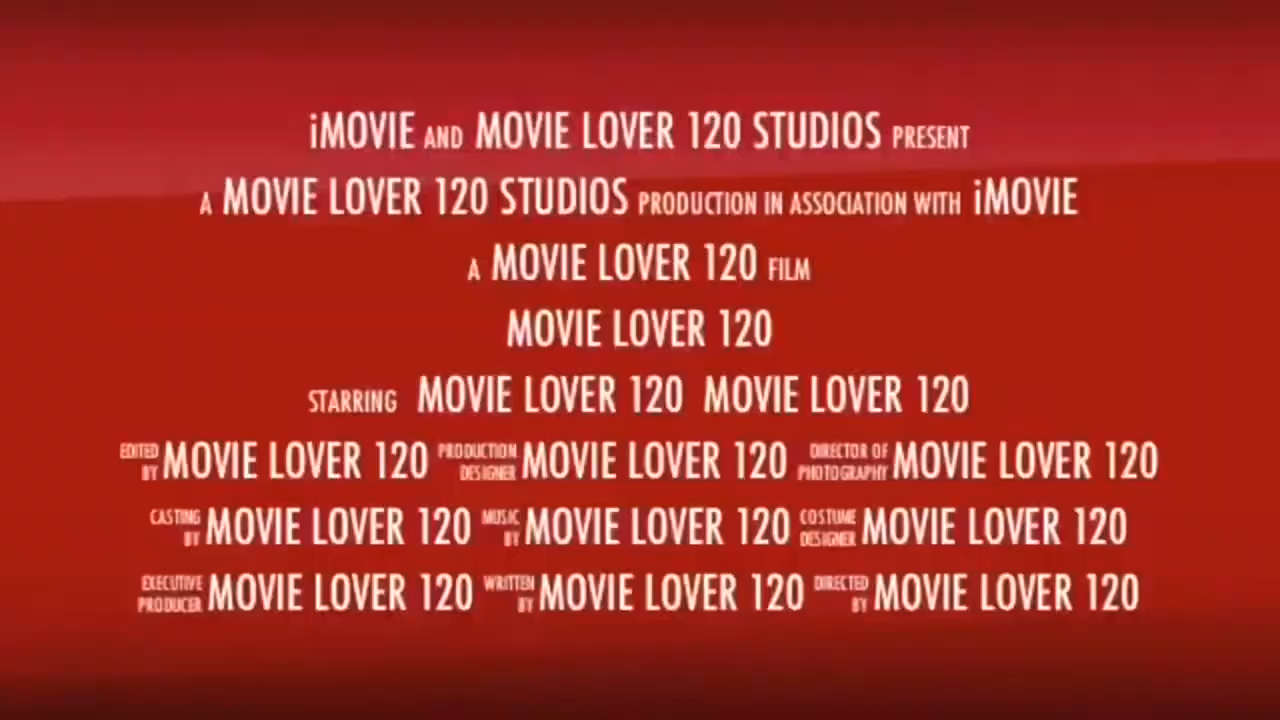 iMOVIE AND MOVIE LOVER 120 STUDIOS PRESENT
A MOVIE LOVER 120 STUDIOS PRODUCTION IN ASSOCIATION WITH iMOVIE
A MOVIE LOVER 120 FILM
MOVIE LOVER 120
STARRING MOVIE LOVER 120 MOVIE LOVER 120
EDITED BY MOVIE LOVER 120 PRODUCTION DESIGNER MOVIE LOVER 120 DIRECTOR OF PHOTOGRAPHY MOVIE LOVER 120
CASTING BY MOVIE LOVER 120 MUSIC BY MOVIE LOVER 120 COSTUME DESIGNER MOVIE LOVER 120
EXECUTIVE PRODUCER MOVIE LOVER 120 WRITTEN BY MOVIE LOVER 120 DIRECTED BY MOVIE LOVER 120